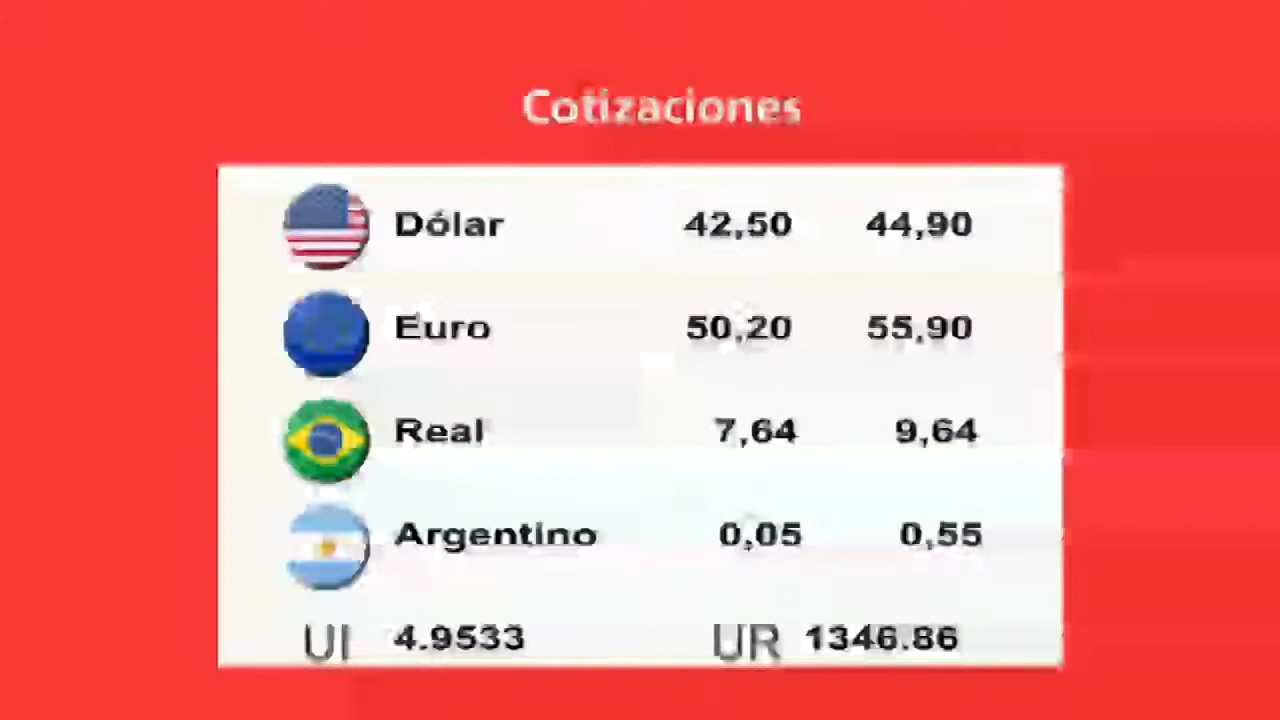 Cotizaciones
Dólar 42,50 44,90
Euro 50,20 55,90
Real 7,64 9,64
Argentino 0,05 0,55
UI 4.9533 UR 1346.86